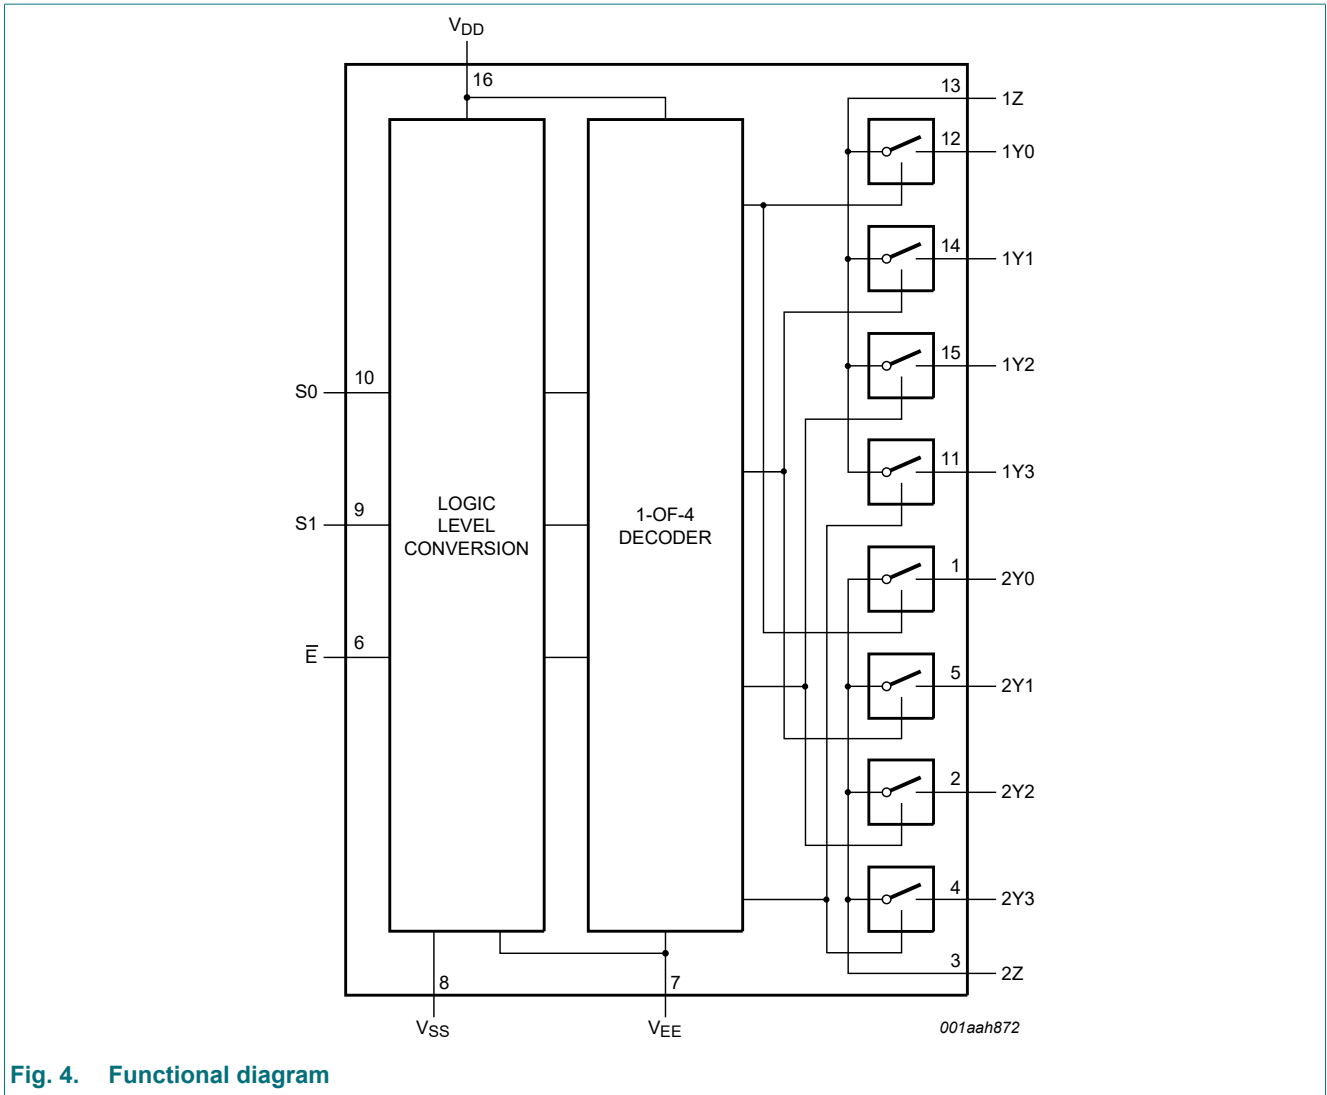 VDD
16
13
1Z
12
1Y0
14
1Y1
15
1Y2
S0
10
11
1Y3
LOGIC
LEVEL
CONVERSION
1-OF-4
DECODER
S1
9
1
2Y0
E̅
6
5
2Y1
2
2Y2
4
2Y3
3
2Z
8
7
VSS
VEE
001aah872
Fig. 4. Functional diagram